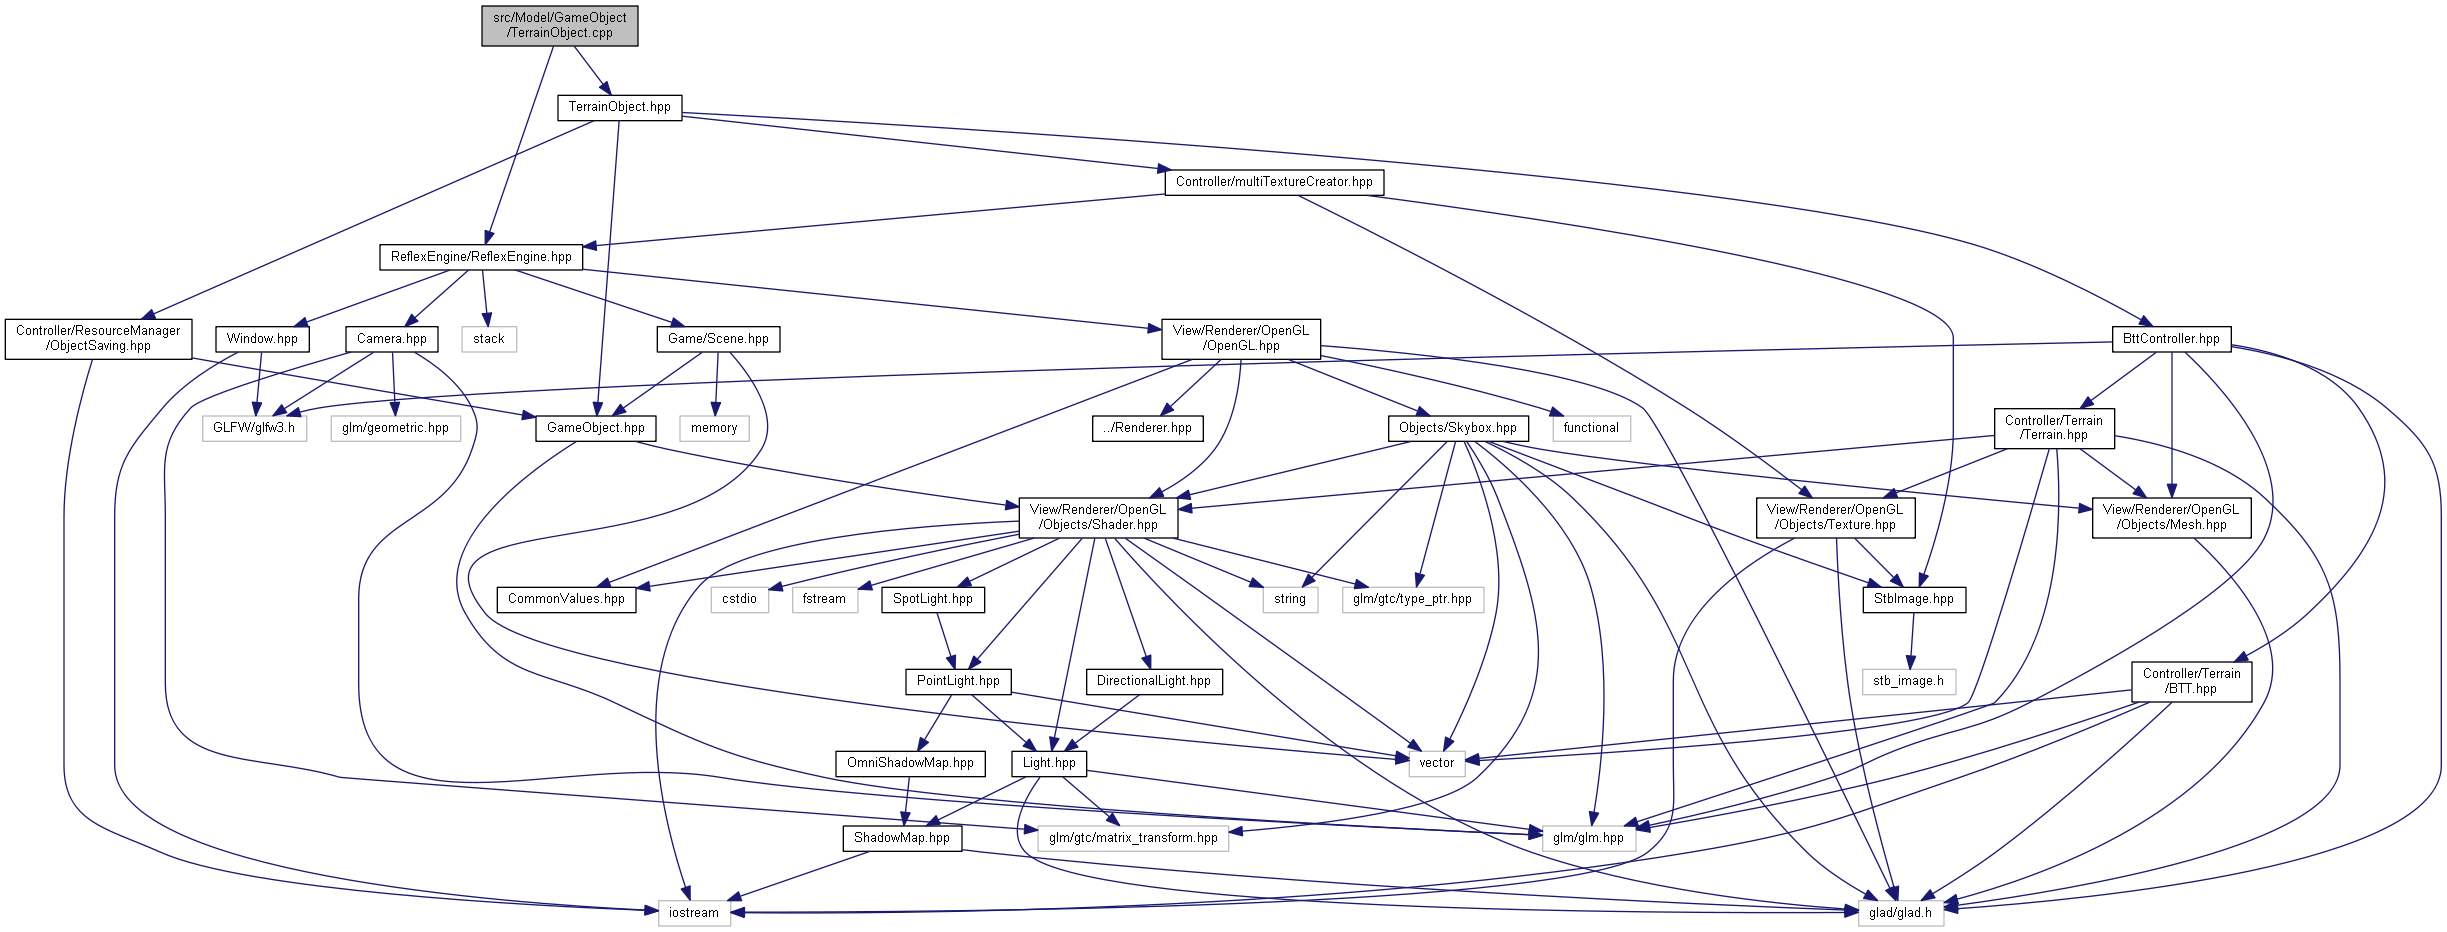 src/Model/GameObject
/TerrainObject.cpp
TerrainObject.hpp
Controller/multiTextureCreator.hpp
ReflexEngine/ReflexEngine.hpp
Controller/ResourceManager
/ObjectSaving.hpp
Window.hpp
Camera.hpp
stack
Game/Scene.hpp
View/Renderer/OpenGL
/OpenGL.hpp
BttController.hpp
GLFW/glfw3.h
glm/geometric.hpp
GameObject.hpp
memory
../Renderer.hpp
Objects/Skybox.hpp
functional
Controller/Terrain
/Terrain.hpp
View/Renderer/OpenGL
/Objects/Shader.hpp
View/Renderer/OpenGL
/Objects/Texture.hpp
View/Renderer/OpenGL
/Objects/Mesh.hpp
CommonValues.hpp
cstdio
fstream
SpotLight.hpp
string
glm/gtc/type_ptr.hpp
StbImage.hpp
PointLight.hpp
DirectionalLight.hpp
stb_image.h
Controller/Terrain
/BTT.hpp
OmniShadowMap.hpp
Light.hpp
vector
ShadowMap.hpp
glm/gtc/matrix_transform.hpp
glm/glm.hpp
iostream
glad/glad.h